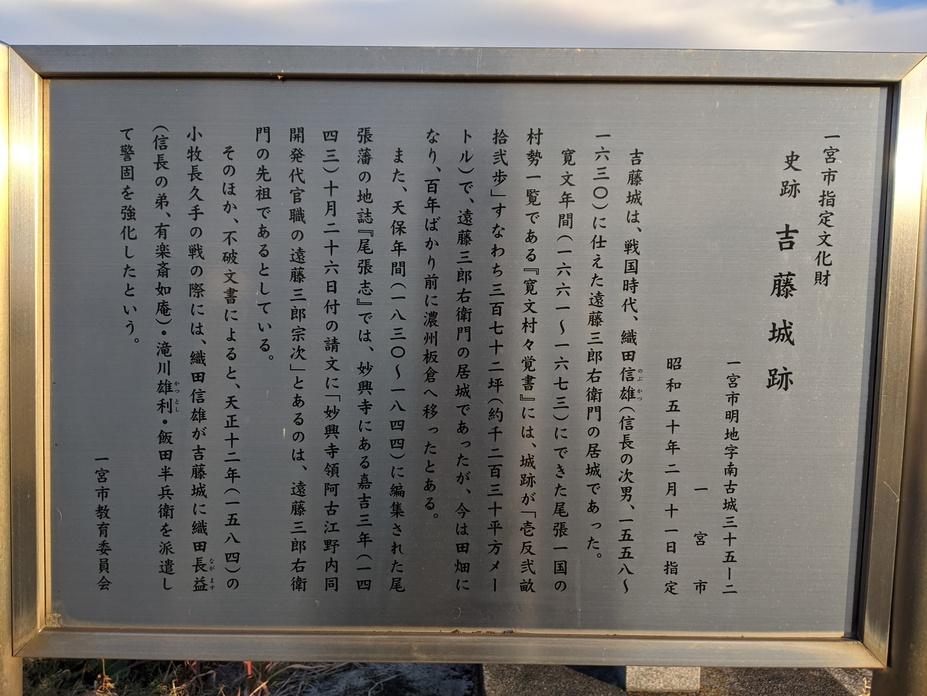 一宮市指定文化財
史跡 吉藤城跡
一宮市明地字南古城三十五ー二
一宮市
昭和五十年二月十一日指定
吉藤城は、戦国時代、織田信雄（信長の次男、一五五八〜
のぶかつ
一六三〇）に仕えた遠藤三郎右衛門の居城であった。
寛文年間（一六六一〜一六七三）にできた尾張一国の
村勢一覧である『寛文村々覚書』には、城跡が「壱反弐畝
拾弐歩」すなわち三百七十二坪（約千二百三十平方メー
トル）で、遠藤三郎右衛門の居城であったが、今は田畑に
なり、百年ばかり前に濃州板倉へ移ったとある。
また、天保年間（一八三〇〜一八四四）に編集された尾
張藩の地誌『尾張志』では、妙興寺にある嘉吉三年（一四
四三）十月二十六日付の請文に「妙興寺領阿古江野内同
開発代官職の遠藤三郎宗次」とあるのは、遠藤三郎右衛
門の先祖であるとしている。
そのほか、不破文書によると、天正十二年（一五八四）の
小牧長久手の戦の際には、織田信雄が吉藤城に織田長益
ながます
（信長の弟、有楽斎如庵）・滝川雄利・飯田半兵衛を派遣し
かつとし
て警固を強化したという。
一宮市教育委員会